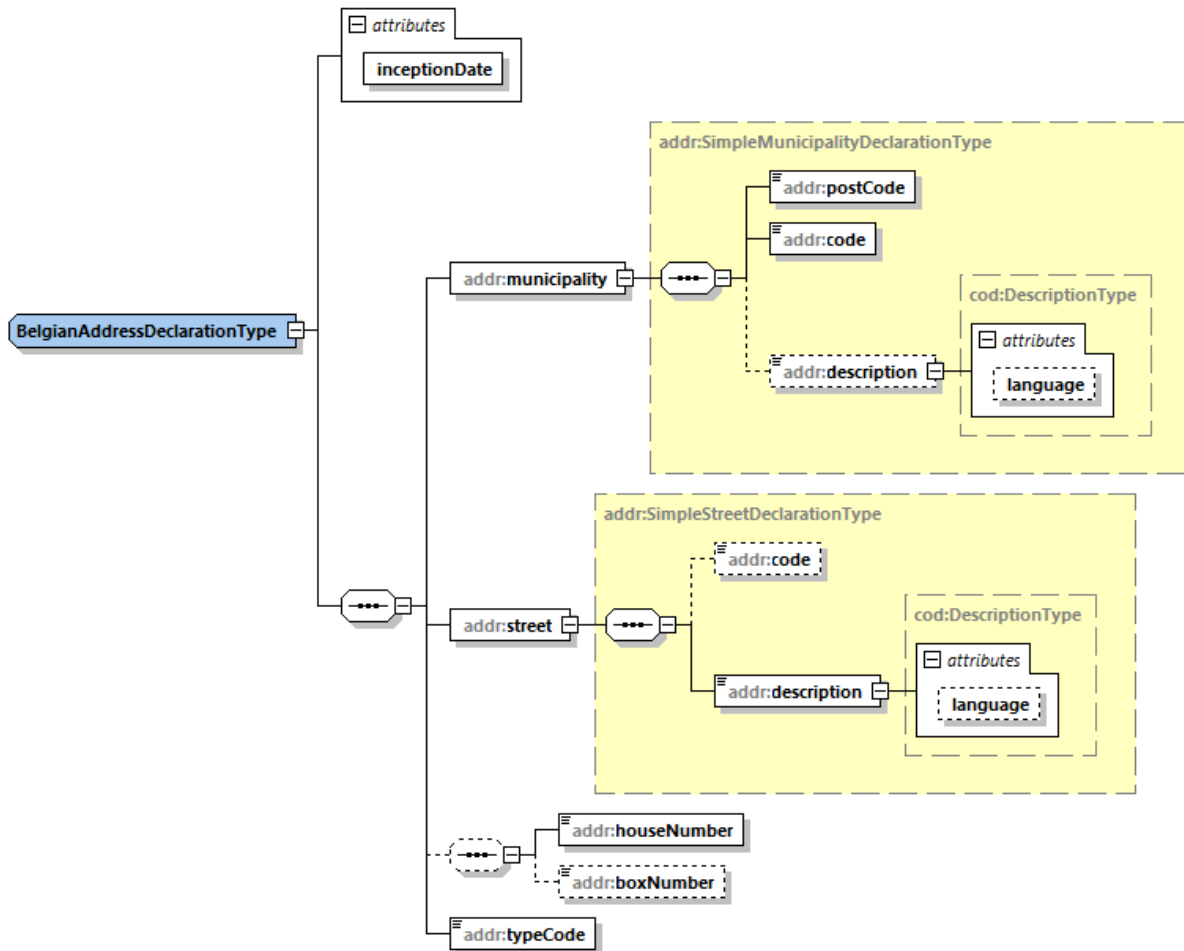 attributes
inceptionDate
addr:SimpleMunicipalityDeclarationType
addr:postCode
addr:code
addr:municipality
cod:DescriptionType
attributes
BelgianAddressDeclarationType
addr:description
language
addr:SimpleStreetDeclarationType
addr:code
cod:DescriptionType
addr:street
attributes
addr:description
language
addr:houseNumber
addr:boxNumber
addr:typeCode